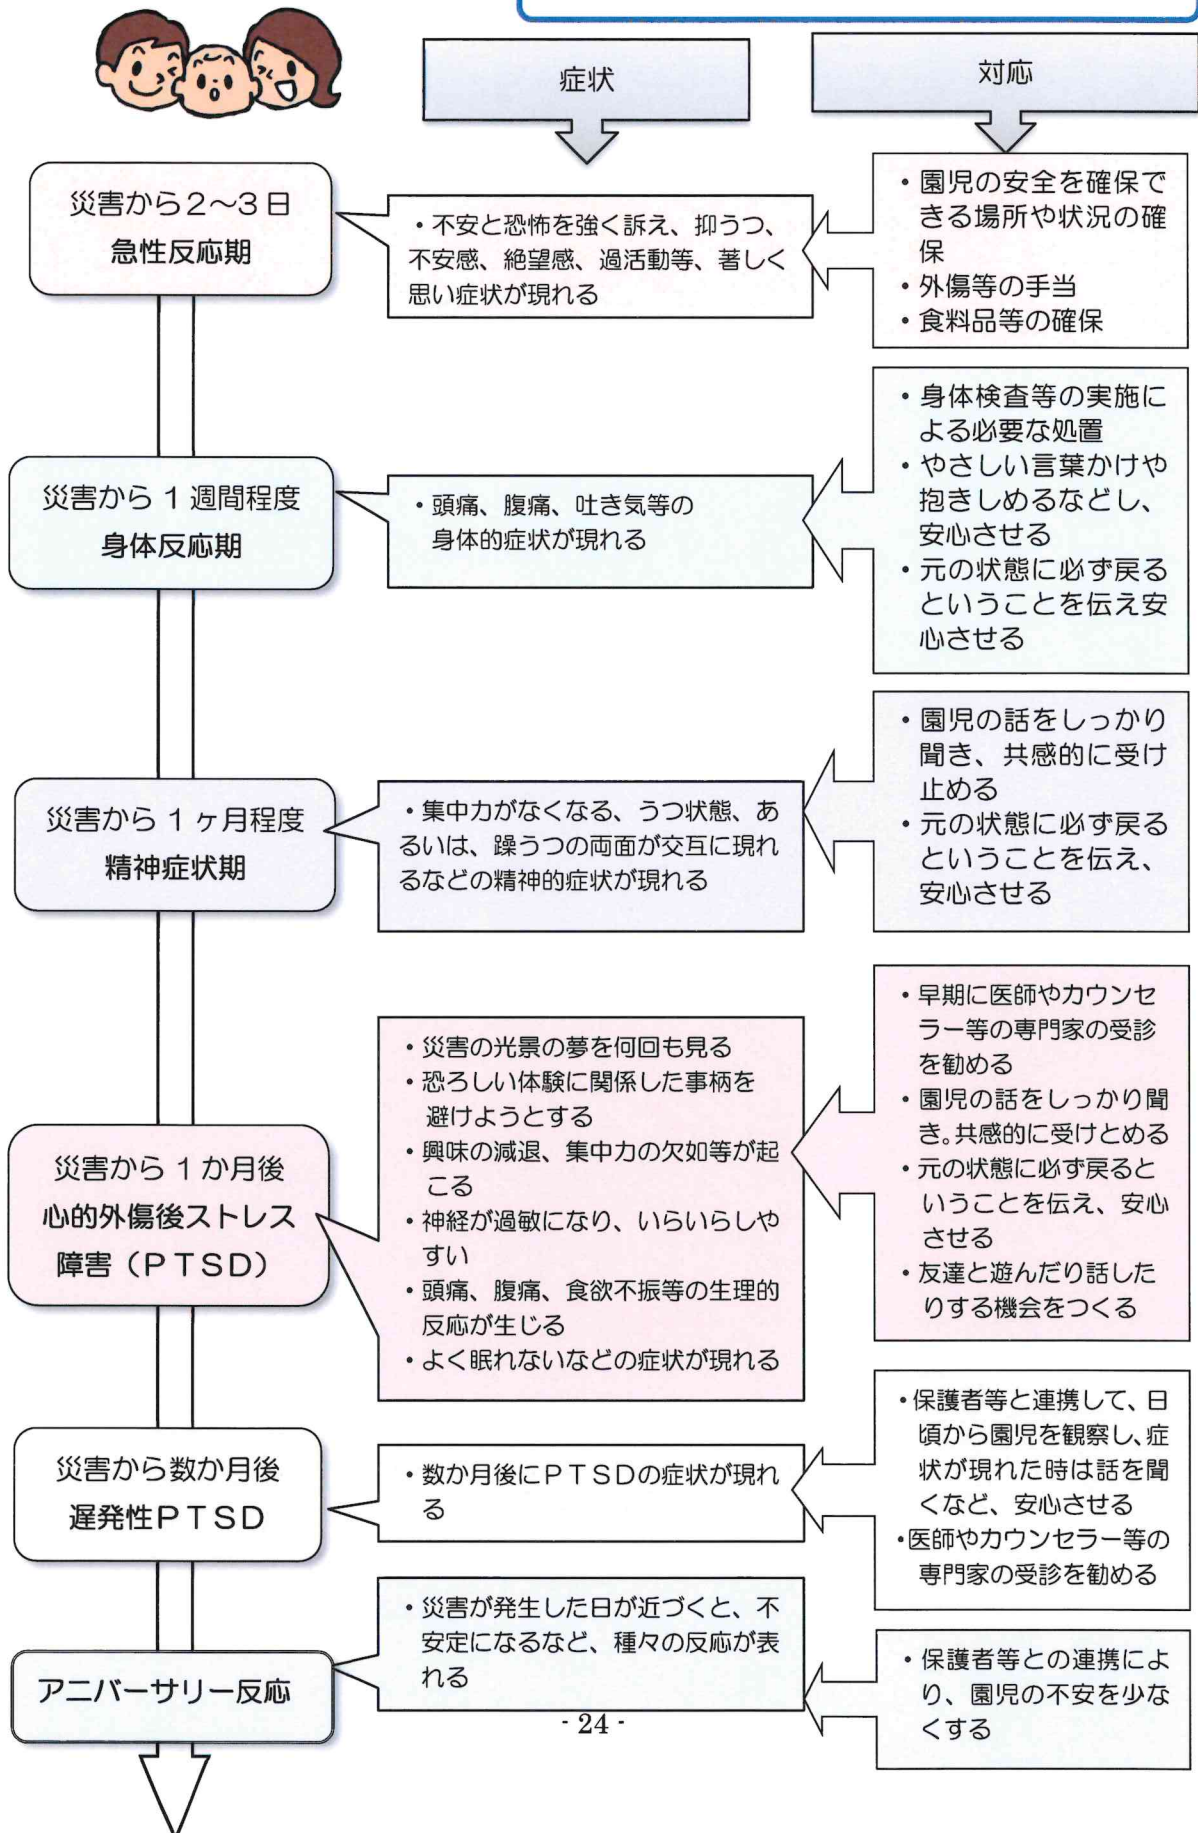 症状
対応
災害から2～3日
急性反応期
・不安と恐怖を強く訴え、抑うつ、
不安感、絶望感、過活動等、著しく
思い症状が現れる
・園児の安全を確保で
きる場所や状況の確
保
・外傷等の手当
・食料品等の確保
災害から1週間程度
身体反応期
・頭痛、腹痛、吐き気等の
身体的症状が現れる
・身体検査等の実施に
よる必要な処置
・やさしい言葉かけや
抱きしめるなどし、
安心させる
・元の状態に必ず戻る
ということを伝え安
心させる
災害から1ヶ月程度
精神症状期
・集中力がなくなる、うつ状態、あ
るいは、躁うつの両面が交互に現れ
るなどの精神的症状が現れる
・園児の話をしっかり
聞き、共感的に受け
止める
・元の状態に必ず戻る
ということを伝え、
安心させる
災害から1か月後
心的外傷後ストレス
障害（PTSD）
・災害の光景の夢を何回も見る
・恐ろしい体験に関係した事柄を
避けようとする
・興味の減退、集中力の欠如等が起
こる
・神経が過敏になり、いらいらしや
すい
・頭痛、腹痛、食欲不振等の生理的
反応が生じる
・よく眠れないなどの症状が現れる
・早期に医師やカウンセ
ラー等の専門家の受診
を勧める
・園児の話をしっかり聞
き。共感的に受けとめる
・元の状態に必ず戻ると
いうことを伝え、安心
させる
・友達と遊んだり話した
りする機会をつくる
災害から数か月後
遅発性PTSD
・数か月後にPTSDの症状が現れ
る
・保護者等と連携して、日
頃から園児を観察し、症
状が現れた時は話を聞
くなど、安心させる
・医師やカウンセラー等の
専門家の受診を勧める
アニバーサリー反応
・災害が発生した日が近づくと、不
安定になるなど、種々の反応が表
れる
・保護者等との連携によ
り、園児の不安を少な
くする
- 24 -